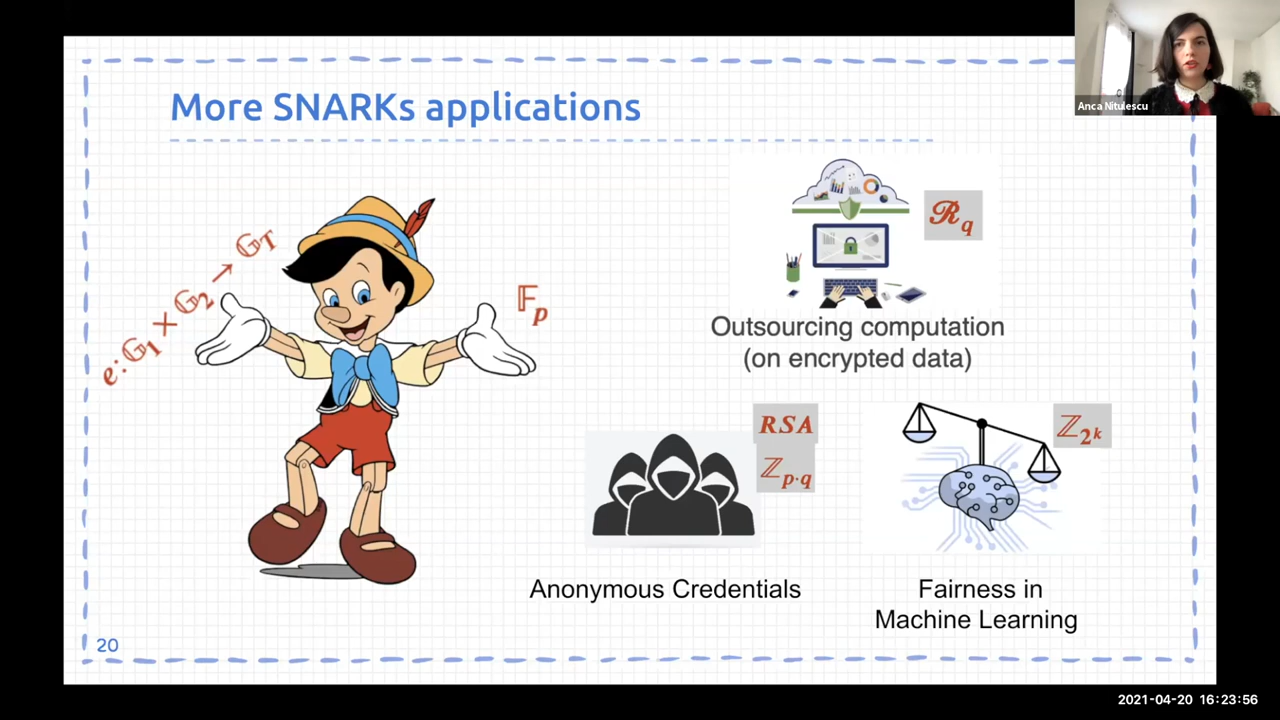 Anca Nitulescu
More SNARKs applications
e: 𝔾₁ × 𝔾₂ → 𝔾_T
𝔽_p
𝓡_q
Outsourcing computation
(on encrypted data)
RSA
ℤ_{p·q}
ℤ_{2^k}
Anonymous Credentials
Fairness in
Machine Learning
20
2021-04-20 16:23:56